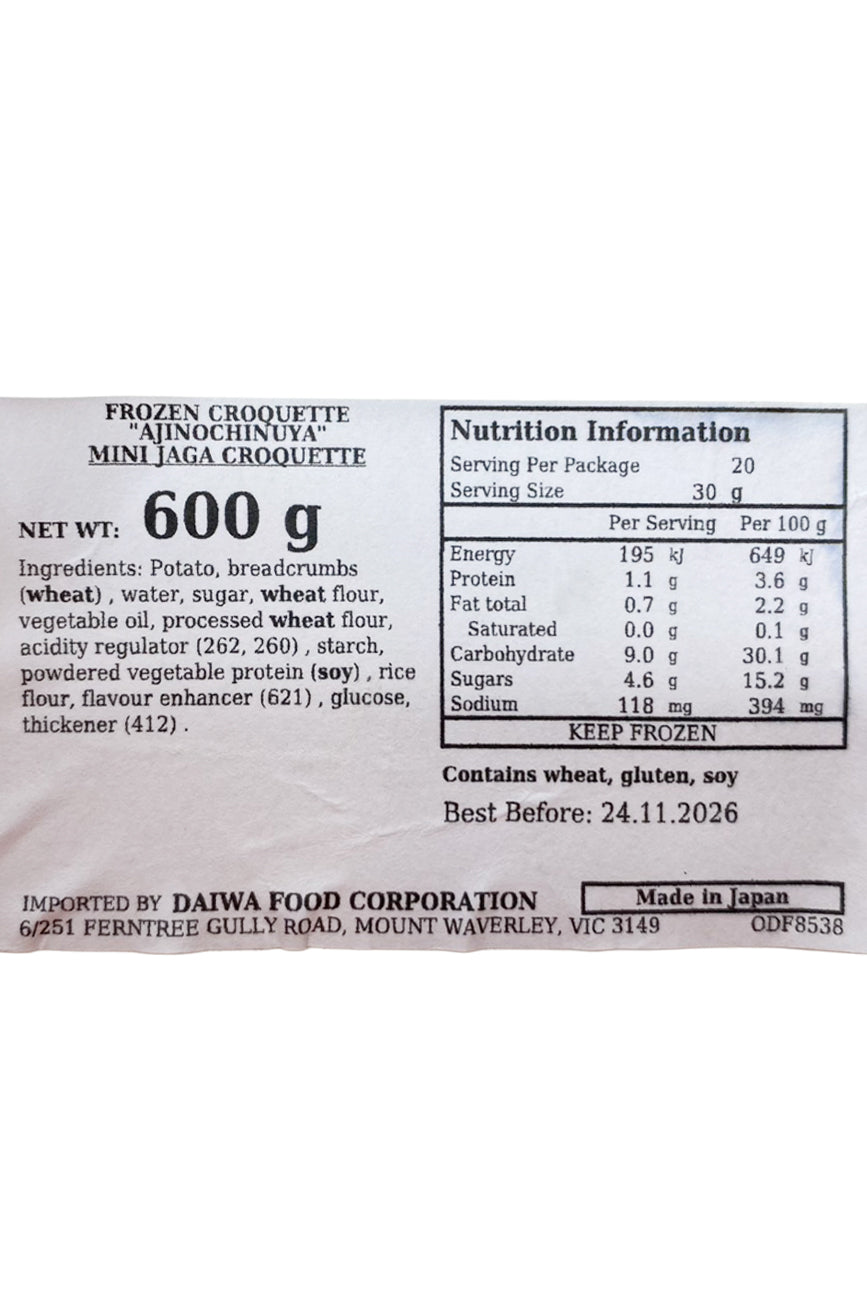 FROZEN CROQUETTE
"AJINOCHINUYA"
MINI JAGA CROQUETTE
NET WT: 600 g
Ingredients: Potato, breadcrumbs
(wheat) , water, sugar, wheat flour,
vegetable oil, processed wheat flour,
acidity regulator (262, 260) , starch,
powdered vegetable protein (soy) , rice
flour, flavour enhancer (621) , glucose,
thickener (412) .
Nutrition Information
Serving Per Package 20
Serving Size 30 g
Per Serving Per 100 g
Energy 195 kJ 649 kJ
Protein 1.1 g 3.6 g
Fat total 0.7 g 2.2 g
Saturated 0.0 g 0.1 g
Carbohydrate 9.0 g 30.1 g
Sugars 4.6 g 15.2 g
Sodium 118 mg 394 mg
KEEP FROZEN
Contains wheat, gluten, soy
Best Before: 24.11.2026
IMPORTED BY DAIWA FOOD CORPORATION
6/251 FERNTREE GULLY ROAD, MOUNT WAVERLEY, VIC 3149
Made in Japan
ODF8538